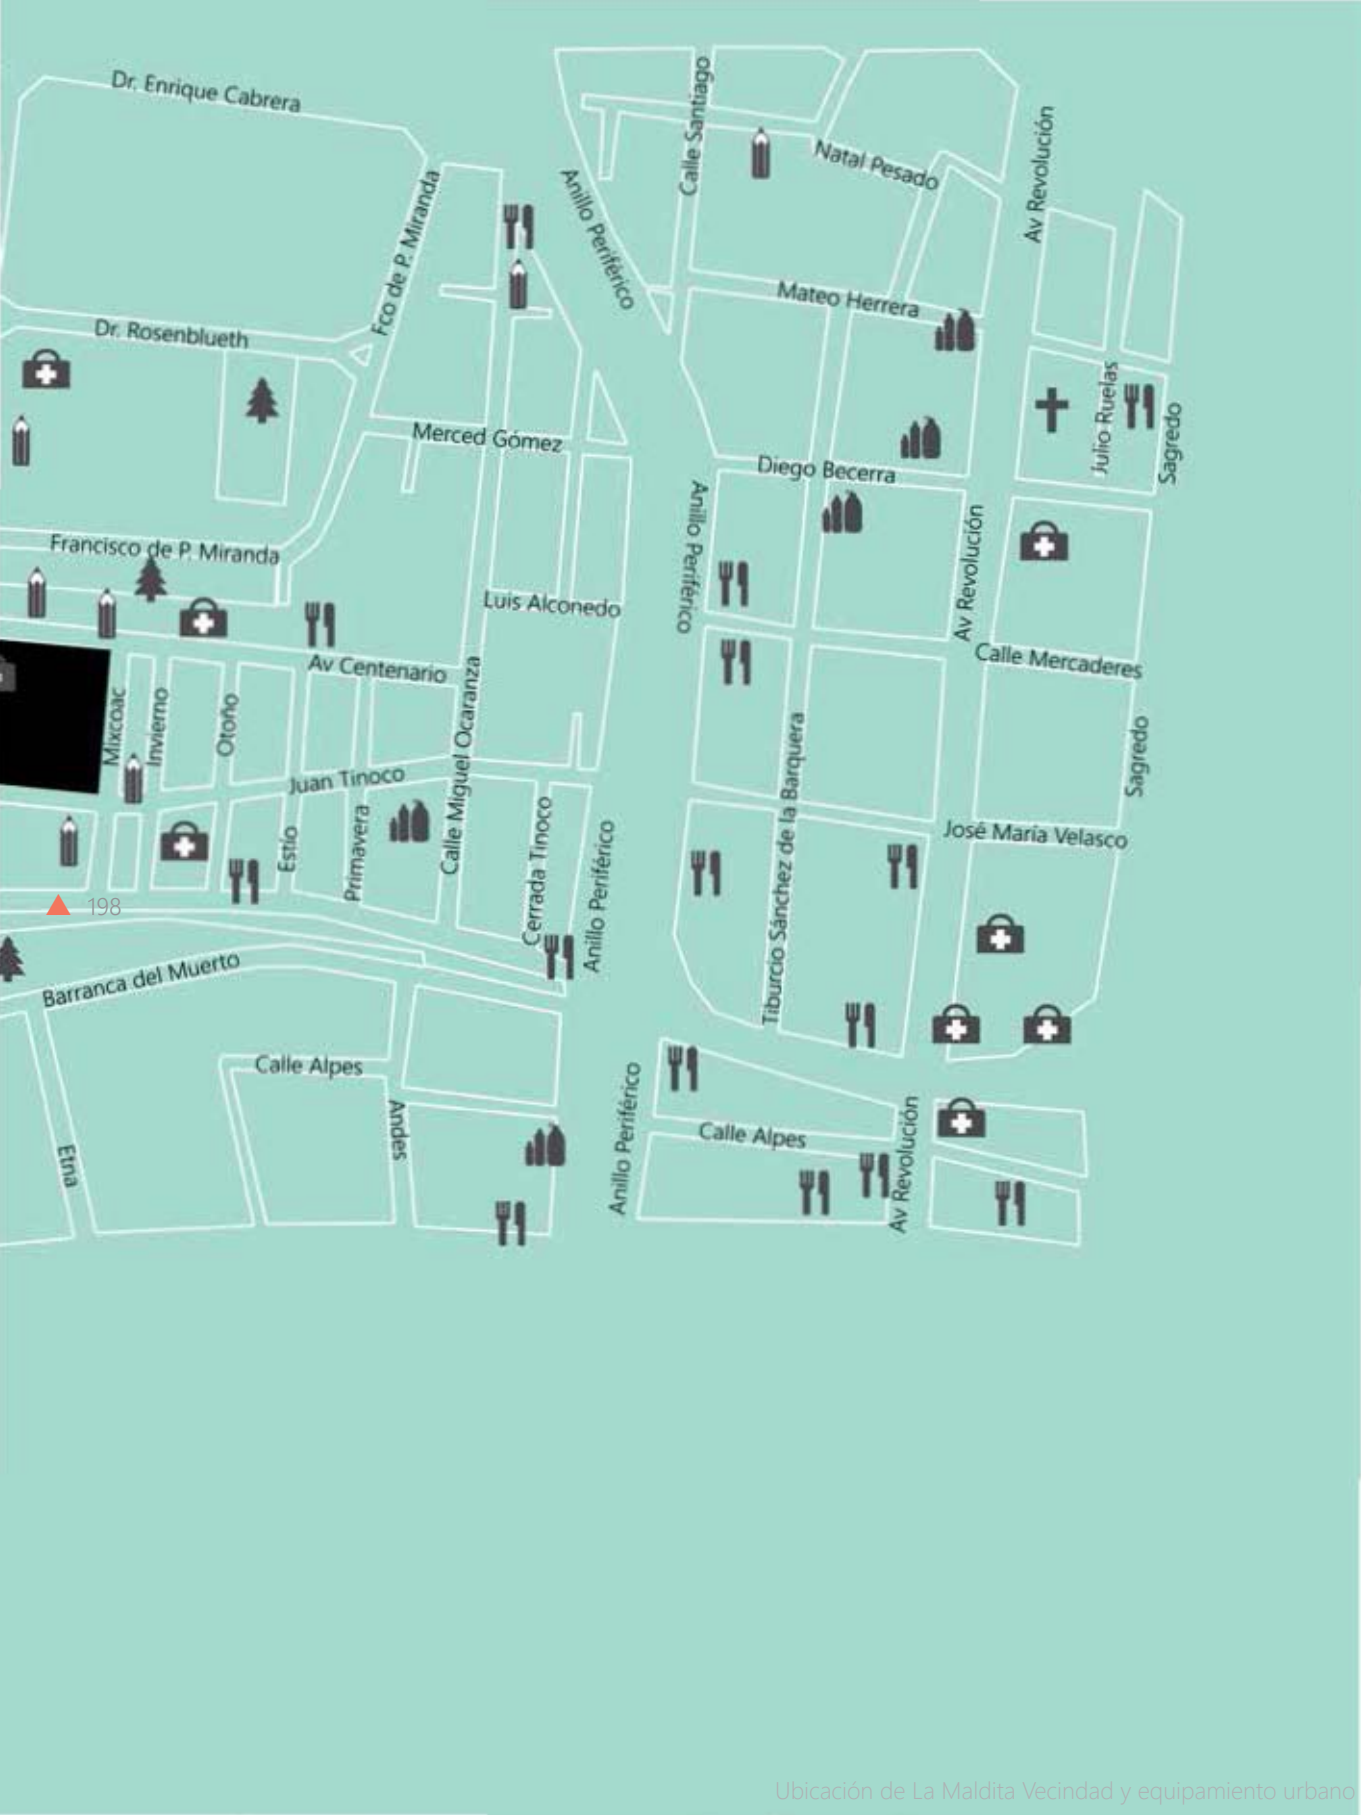 Dr. Enrique Cabrera
Calle Santiago
Natal Pesado
Av Revolución
Anillo Periférico
Fco de P. Miranda
Mateo Herrera
Dr. Rosenblueth
Julio Ruelas
Sagredo
Merced Gómez
Diego Becerra
Anillo Periférico
Av Revolución
Francisco de P. Miranda
Luis Alconedo
Av Centenario
Calle Mercaderes
Mixcoac
Invierno
Otoño
Calle Miguel Ocaranza
Tiburcio Sánchez de la Barquera
Sagredo
Juan Tinoco
Estío
Primavera
Cerrada Tinoco
Anillo Periférico
José María Velasco
198
Barranca del Muerto
Calle Alpes
Andes
Etna
Anillo Periférico
Calle Alpes
Av Revolución
Ubicación de La Maldita Vecindad y equipamiento urbano